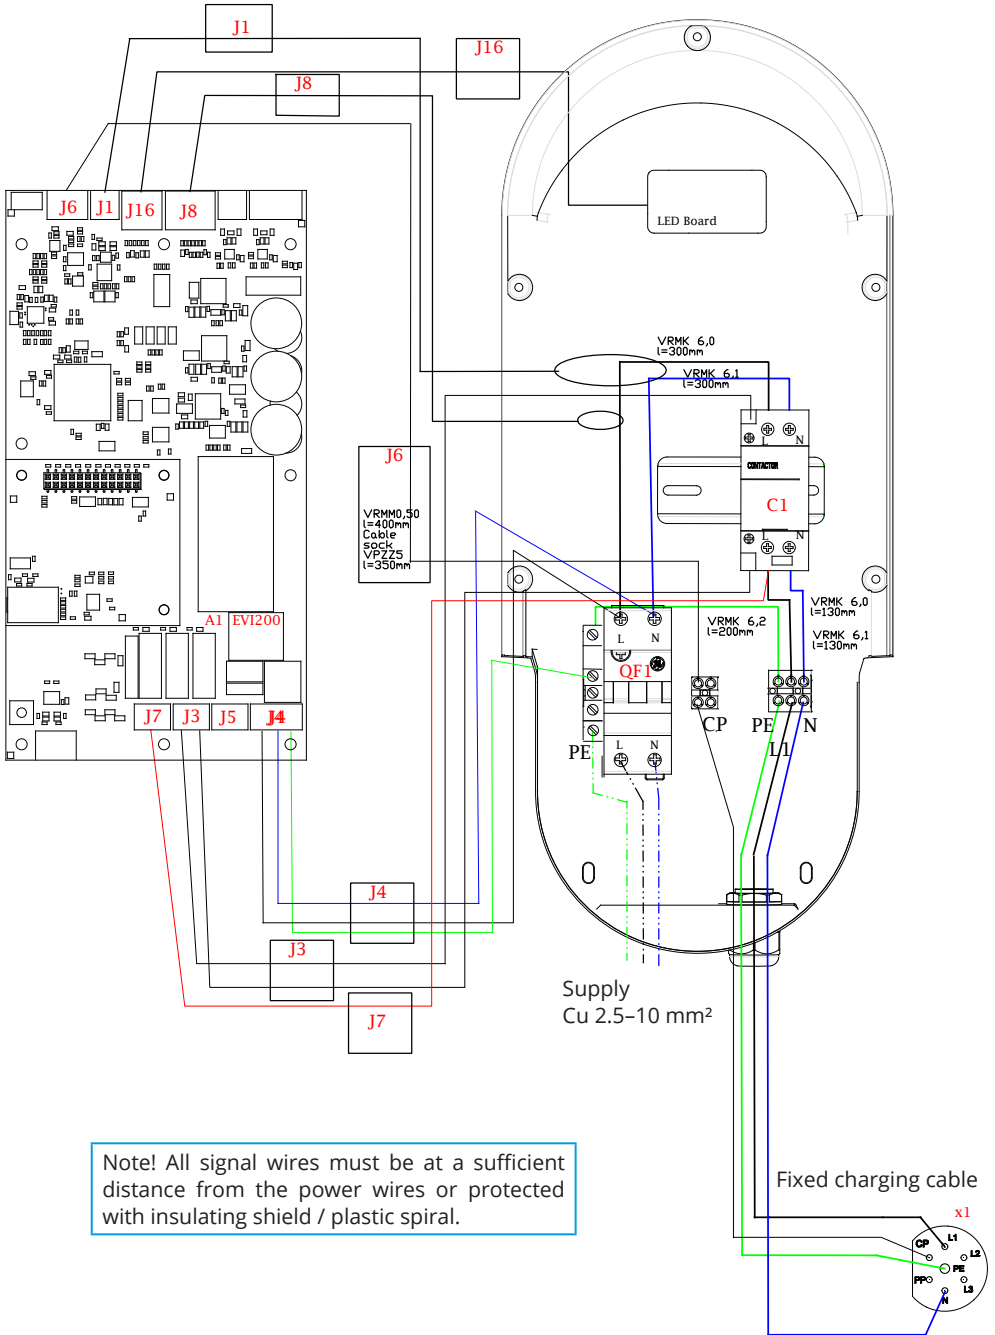 J1
J16
J8
J6
J1
J16
J8
LED Board
VRMK 6,0
l=300mm
VRMK 6,1
l=300mm
J6
VRMM0,50
l=400mm
Cable
sock
VPZZ5
l=350mm
L
N
CONTACTOR
C1
L
N
A1
EVI200
VRMK 6,0
l=130mm
VRMK 6,2
l=200mm
VRMK 6,1
l=130mm
L
N
QF1
J7
J3
J5
J4
CP
PE
N
L1
PE
L
N
J4
J3
J7
Supply
Cu 2.5–10 mm²
Note! All signal wires must be at a sufficient
distance from the power wires or protected
with insulating shield / plastic spiral.
Fixed charging cable
x1
L1
CP
L2
PE
PP
L3
N